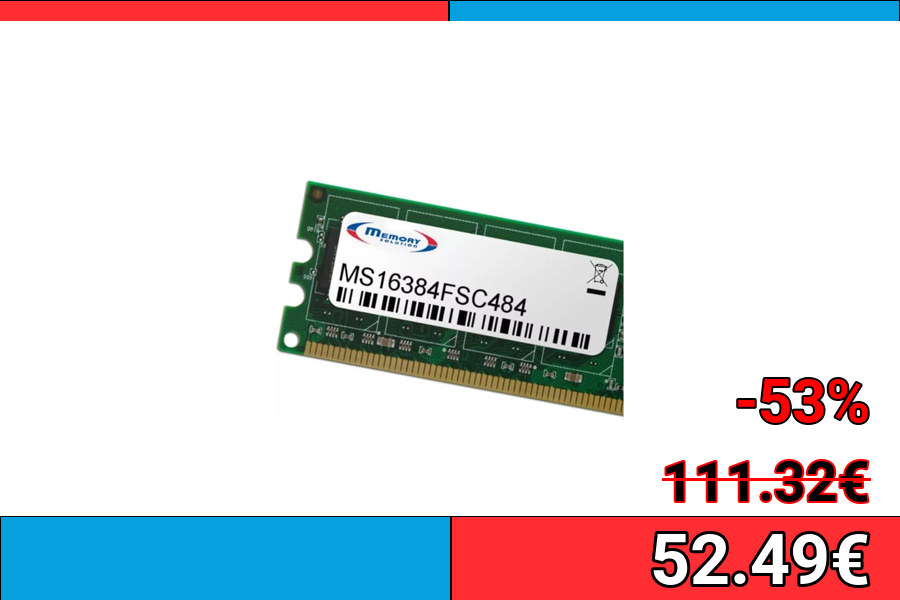 MEMORY
SOLUTION
MS16384FSC484
-53%
111.32€
52.49€